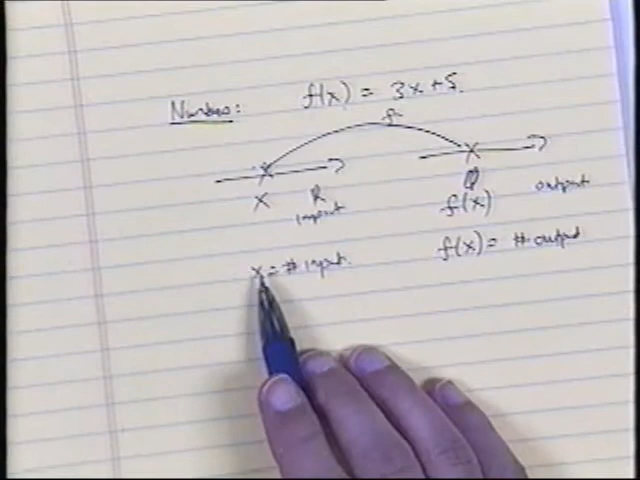 Numbers: f(x) = 3x+5.
f
x x
x R f(x) output
input
x = # input. f(x) = # output